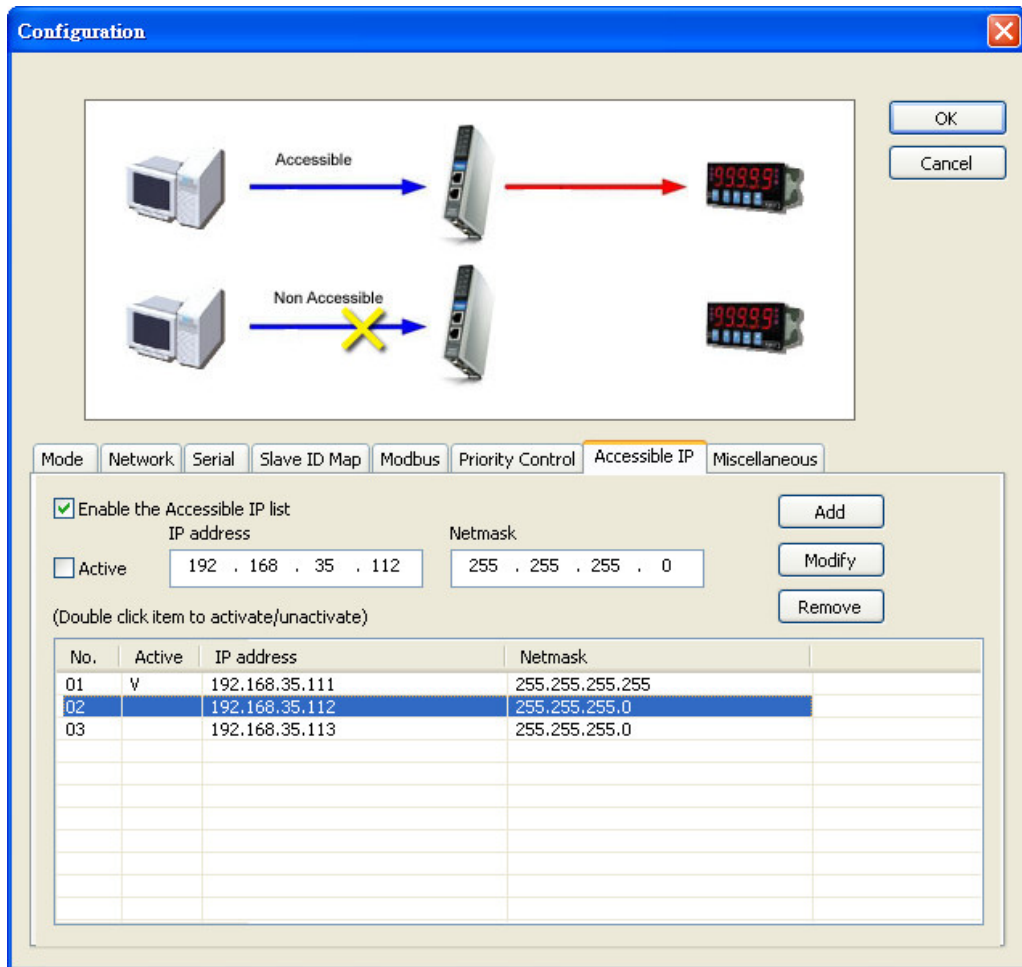 Configuration
OK
Cancel
Accessible
99999
Non Accessible
99999
Mode Network Serial Slave ID Map Modbus Priority Control Accessible IP Miscellaneous
Enable the Accessible IP list
IP address Netmask
Active 192 . 168 . 35 . 112 255 . 255 . 255 . 0
Add
Modify
Remove
(Double click item to activate/unactivate)
No. Active IP address Netmask
01 V 192.168.35.111 255.255.255.255
02 192.168.35.112 255.255.255.0
03 192.168.35.113 255.255.255.0